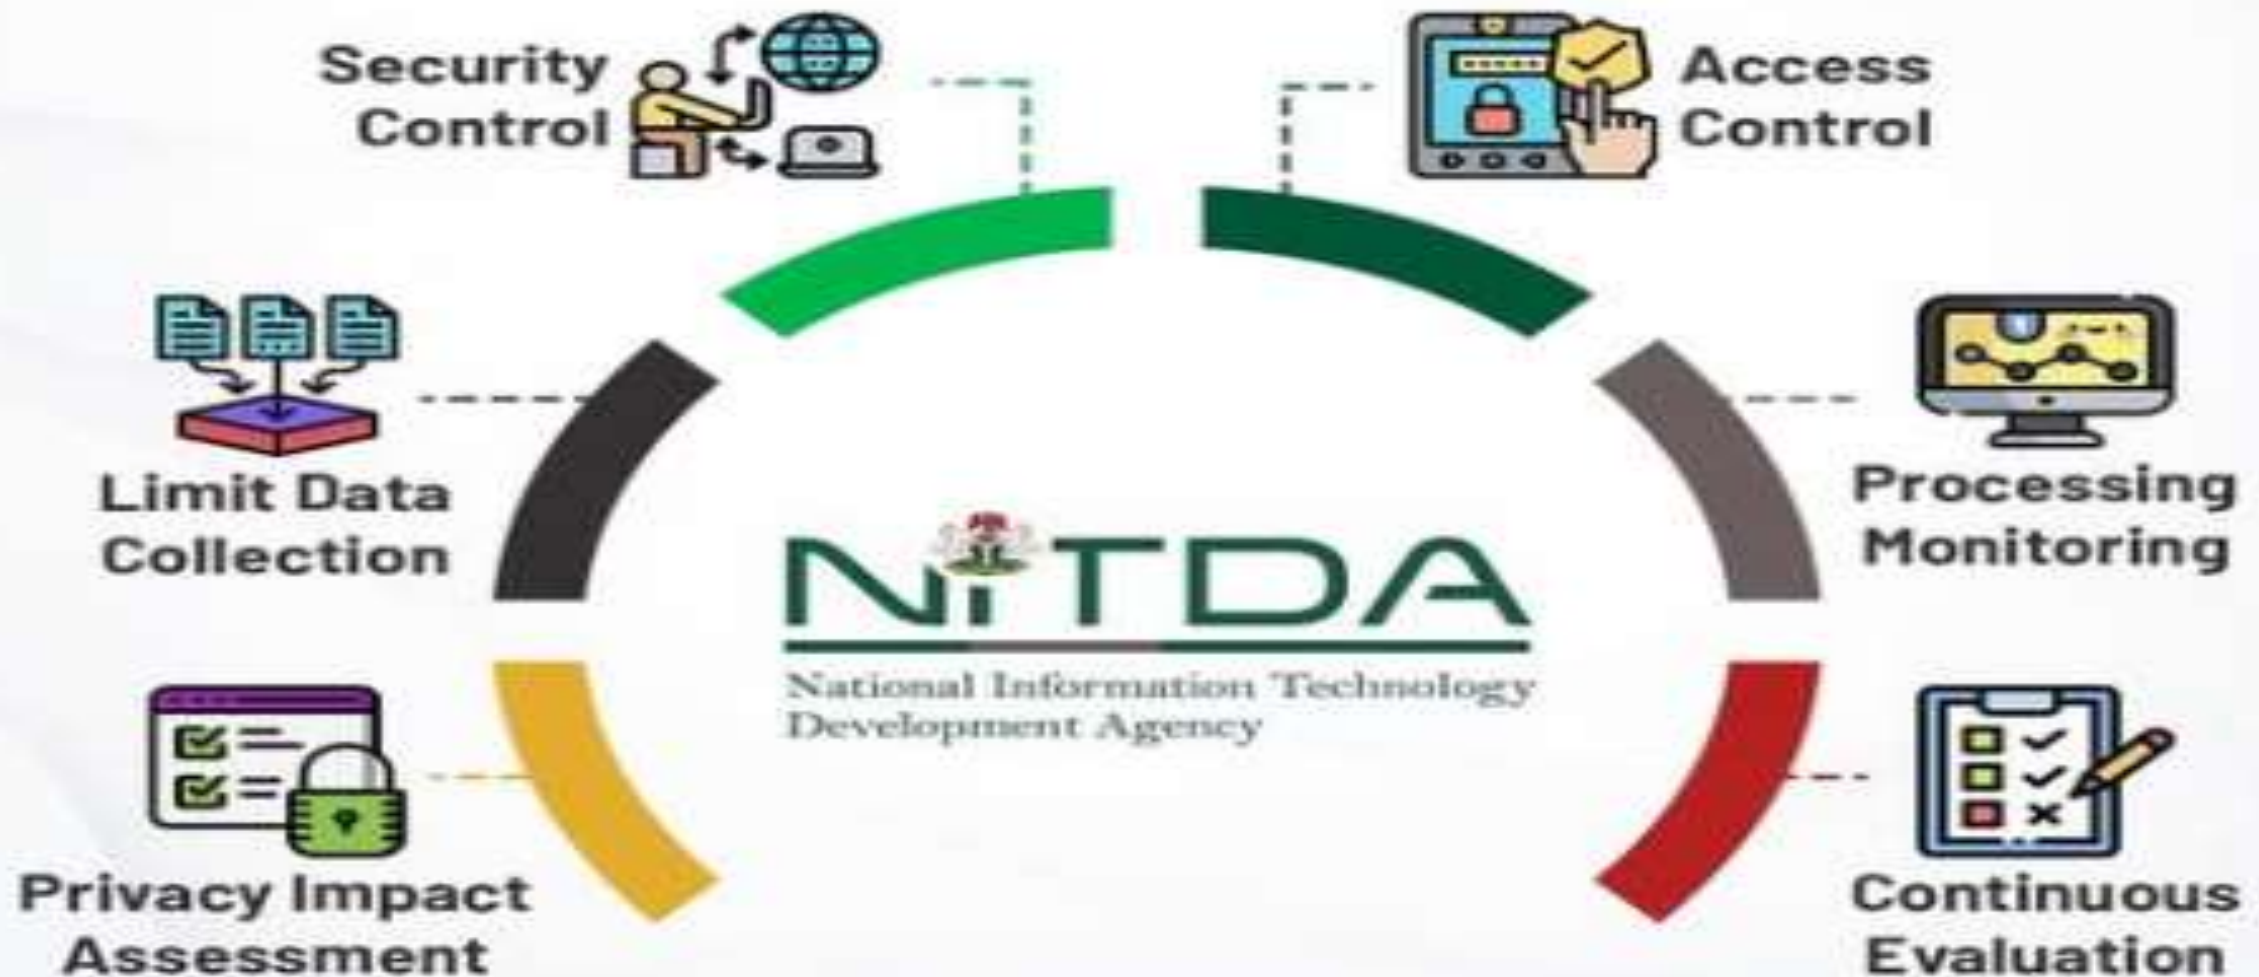 Security
Control
Access
Control
Limit Data
Collection
Processing
Monitoring
NiTDA
National Information Technology
Development Agency
Privacy Impact
Assessment
Continuous
Evaluation